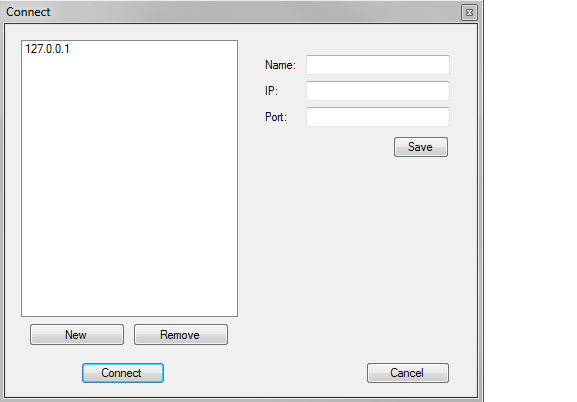 Connect
127.0.0.1
Name:
IP:
Port:
Save
New
Remove
Connect
Cancel